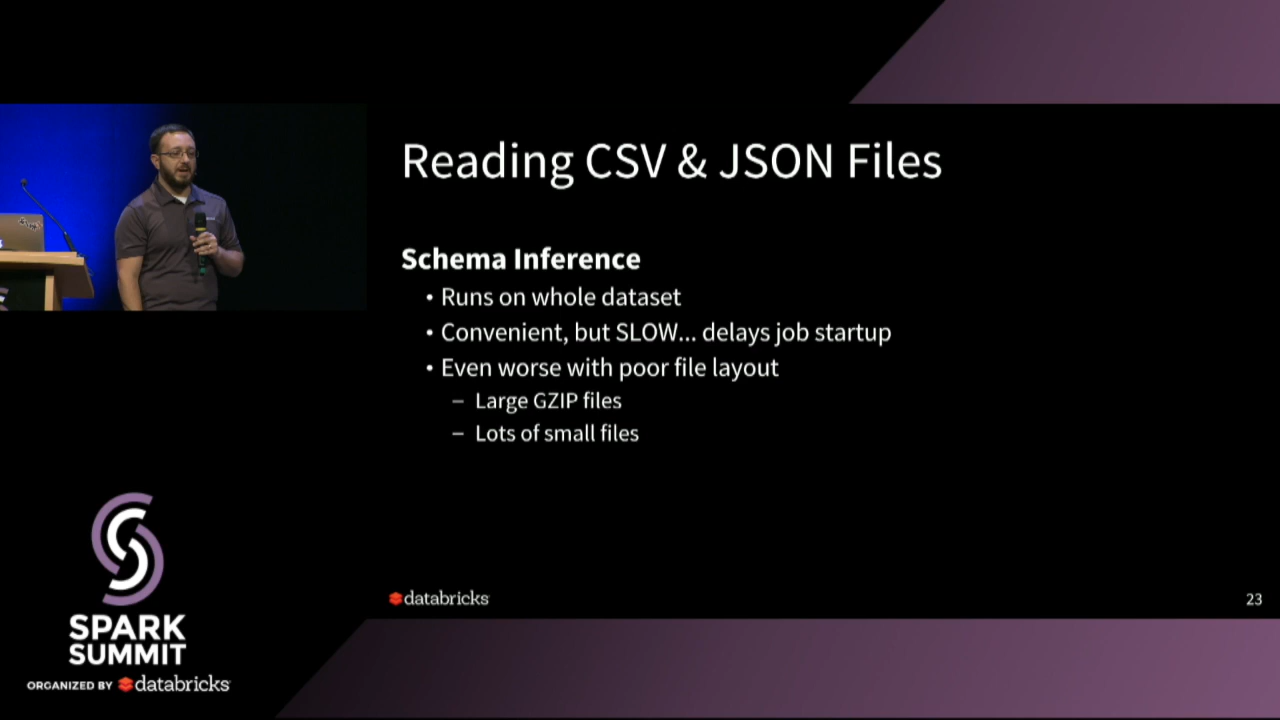 Reading CSV & JSON Files
Schema Inference
• Runs on whole dataset
• Convenient, but SLOW... delays job startup
• Even worse with poor file layout
– Large GZIP files
– Lots of small files
databricks
23
SPARK
SUMMIT
ORGANIZED BY databricks